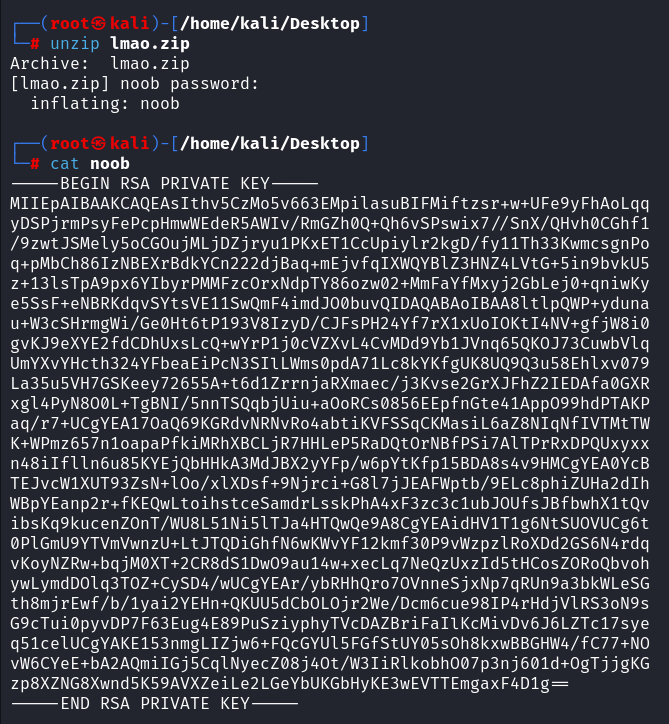 ┌──(root㉿kali)-[/home/kali/Desktop]
└─# unzip lmao.zip
Archive:  lmao.zip
[lmao.zip] noob password:
  inflating: noob
┌──(root㉿kali)-[/home/kali/Desktop]
└─# cat noob
-----BEGIN RSA PRIVATE KEY-----
MIIEpAIBAAKCAQEAsIthv5CzMo5v663EMpilasuBIFMiftzsr+w+UFe9yFhAoLqq
yDSPjrmPsyFePcpHmwWEdeR5AWIv/RmGZh0Q+Qh6vSPswix7//SnX/QHvh0CGhf1
/9zwtJSMely5oCGOujMLjDZjryu1PKxET1CcUpiylr2kgD/fy11Th33KwmcsgnPo
q+pMbCh86IzNBEXrBdkYCn222djBaq+mEjvfqIXWQYBlZ3HNZ4LVtG+5in9bvkU5
z+13lsTpA9px6YIbyrPMMFzcOrxNdpTY86ozw02+MmFaYfMxyj2GbLej0+qniwKy
e5SsF+eNBRKdqvSYtsVE11SwQmF4imdJO0buvQIDAQABAoIBAA8ltlpQWP+yduna
u+W3cSHrmgWi/Ge0Ht6tP193V8IzyD/CJFsPH24Yf7rX1xUoIOKtI4NV+gfjW8i0
gvKJ9eXYE2fdCDhUxsLcQ+wYrP1j0cVZXvL4CvMDd9Yb1JVnq65QKOJ73CuwbVlq
UmYXvYHcth324YFbeaEiPcN3SIlLWms0pdA71Lc8kYKfgUK8UQ9Q3u58Ehlxv079
La35u5VH7GSKeey72655A+t6d1ZrrnjaRXmaec/j3Kvse2GrXJFhZ2IEDAfa0GXR
xgl4PyN8O0L+TgBNI/5nnTSQqbjUiu+aOoRCs0856EEpfnGte41AppO99hdPTAKP
aq/r7+UCgYEA17OaQ69KGRdvNRNvRo4abtiKVFSSqCKMasiL6aZ8NIqNfIVTMtTW
K+WPmz657n1oapaPfkiMRhXBCLjR7HHLeP5RaDQtOrNBfPSi7AlTPrRxDPQUxyxx
n48iIflln6u85KYEjQbHHkA3MdJBX2yYFp/w6pYtKfp15BDA8s4v9HMCgYEA0YcB
TEJvcW1XUT93ZsN+lOo/xlXDsf+9Njrci+G8l7jJEAFWptb/9ELc8phiZUHa2dIh
WBpYEanp2r+fKEQwLtoihstceSamdrLsskPhA4xF3zc3c1ubJOUfsJBfbwhX1tQv
ibsKq9kucenZOnT/WU8L51Ni5lTJa4HTQwQe9A8CgYEAidHV1T1g6NtSUOVUCg6t
0PlGmU9YTVmVwnzU+LtJTQDiGhfN6wKWvYF12kmf30P9vWzpzlRoXDd2GS6N4rdq
vKoyNZRw+bqjM0XT+2CR8dS1DwO9au14w+xecLq7NeQzUxzId5tHCosZORoQbvoh
ywLymdDOlq3TOZ+CySD4/wUCgYEAr/ybRHhQro7OVnneSjxNp7qRUn9a3bkWLeSG
th8mjrEwf/b/1yai2YEHn+QKUU5dCbOLOjr2We/Dcm6cue98IP4rHdjVlRS3oN9s
G9cTui0pyvDP7F63Eug4E89PuSziyphyTVcDAZBriFaIlKcMivDv6J6LZTc17sye
q51celUCgYAKE153nmgLIZjw6+FQcGYUl5FGfStUY05sOh8kxwBBGHW4/fC77+NO
vW6CYeE+bA2AQmiIGj5CqlNyecZ08j4Ot/W3IiRlkobhO07p3nj601d+OgTjjgKG
zp8XZNG8Xwnd5K59AVXZeiLe2LGeYbUKGbHyKE3wEVTTEmgaxF4D1g==
-----END RSA PRIVATE KEY-----